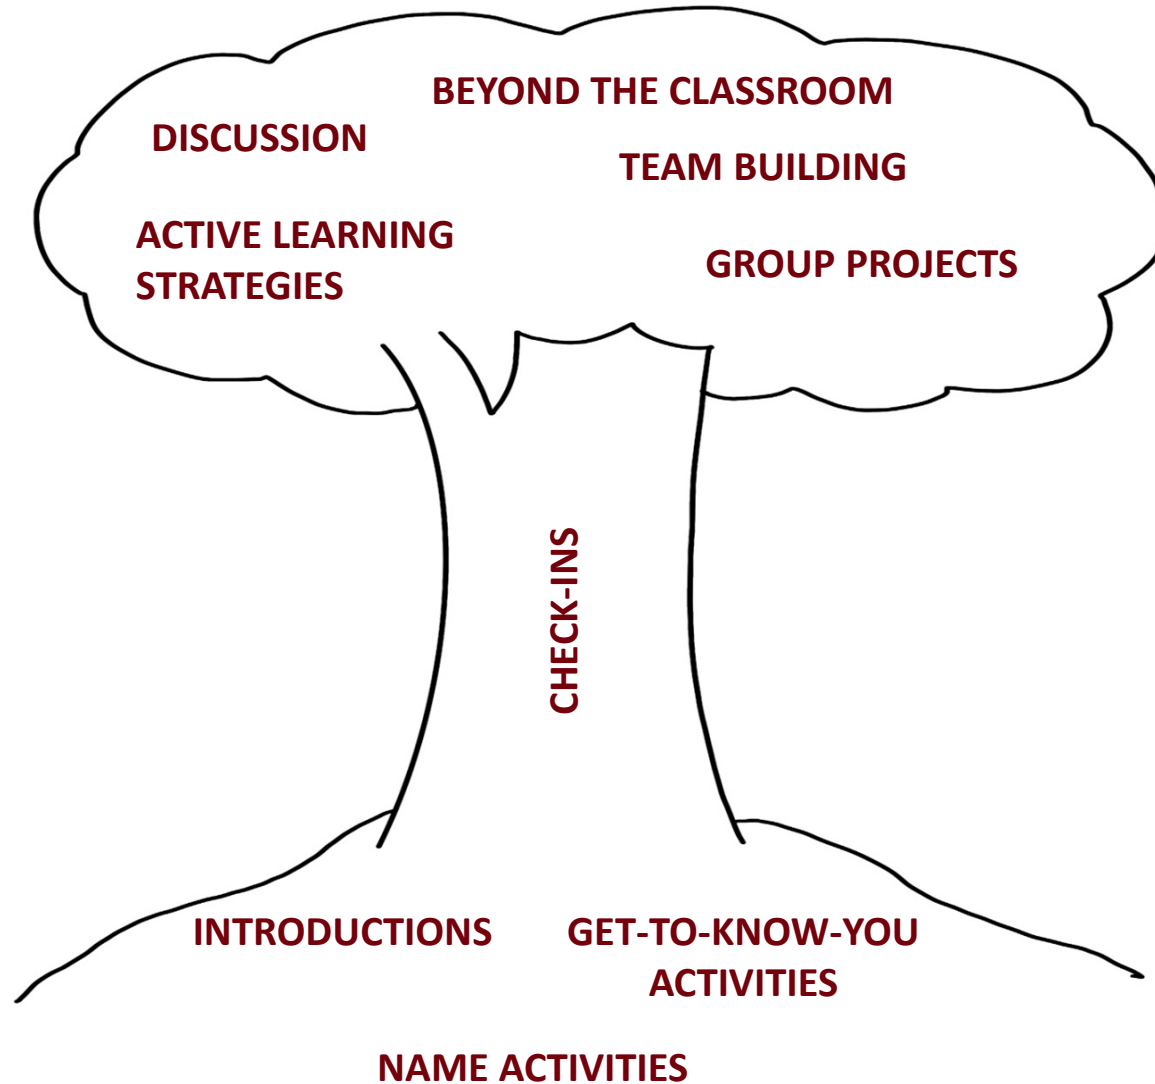 BEYOND THE CLASSROOM
DISCUSSION
TEAM BUILDING
ACTIVE LEARNING
STRATEGIES
GROUP PROJECTS
CHECK-INS
INTRODUCTIONS
GET-TO-KNOW-YOU
ACTIVITIES
NAME ACTIVITIES